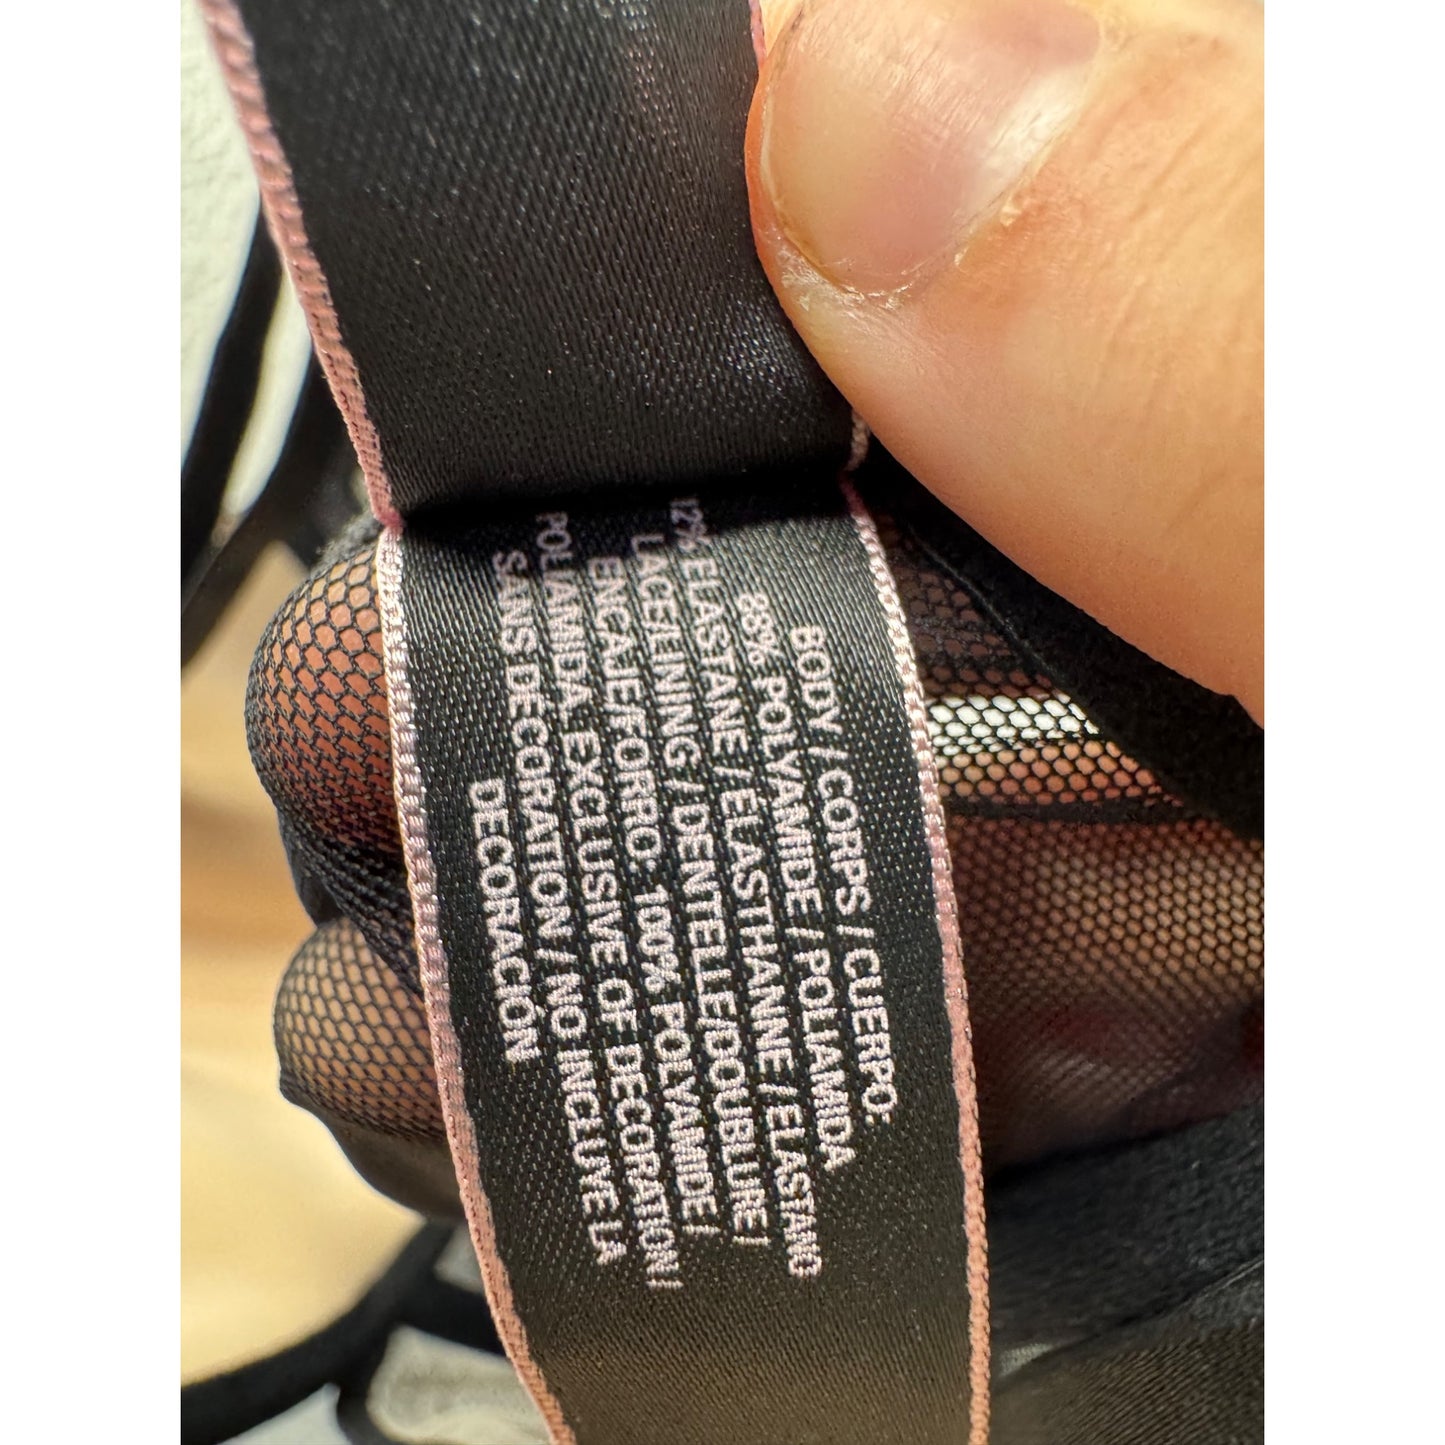 BODY / CORPS / CUERPO:
88% POLYAMIDE / POLIAMIDA
12% ELASTANE / ELASTHANNE / ELASTANO
LACE/LINING / DENTELLE/DOUBLURE /
ENCAJE/FORRO: 100% POLYAMIDE /
POLIAMIDA. EXCLUSIVE OF DECORATION/
SANS DECORATION / NO INCLUYE LA
DECORACIÓN